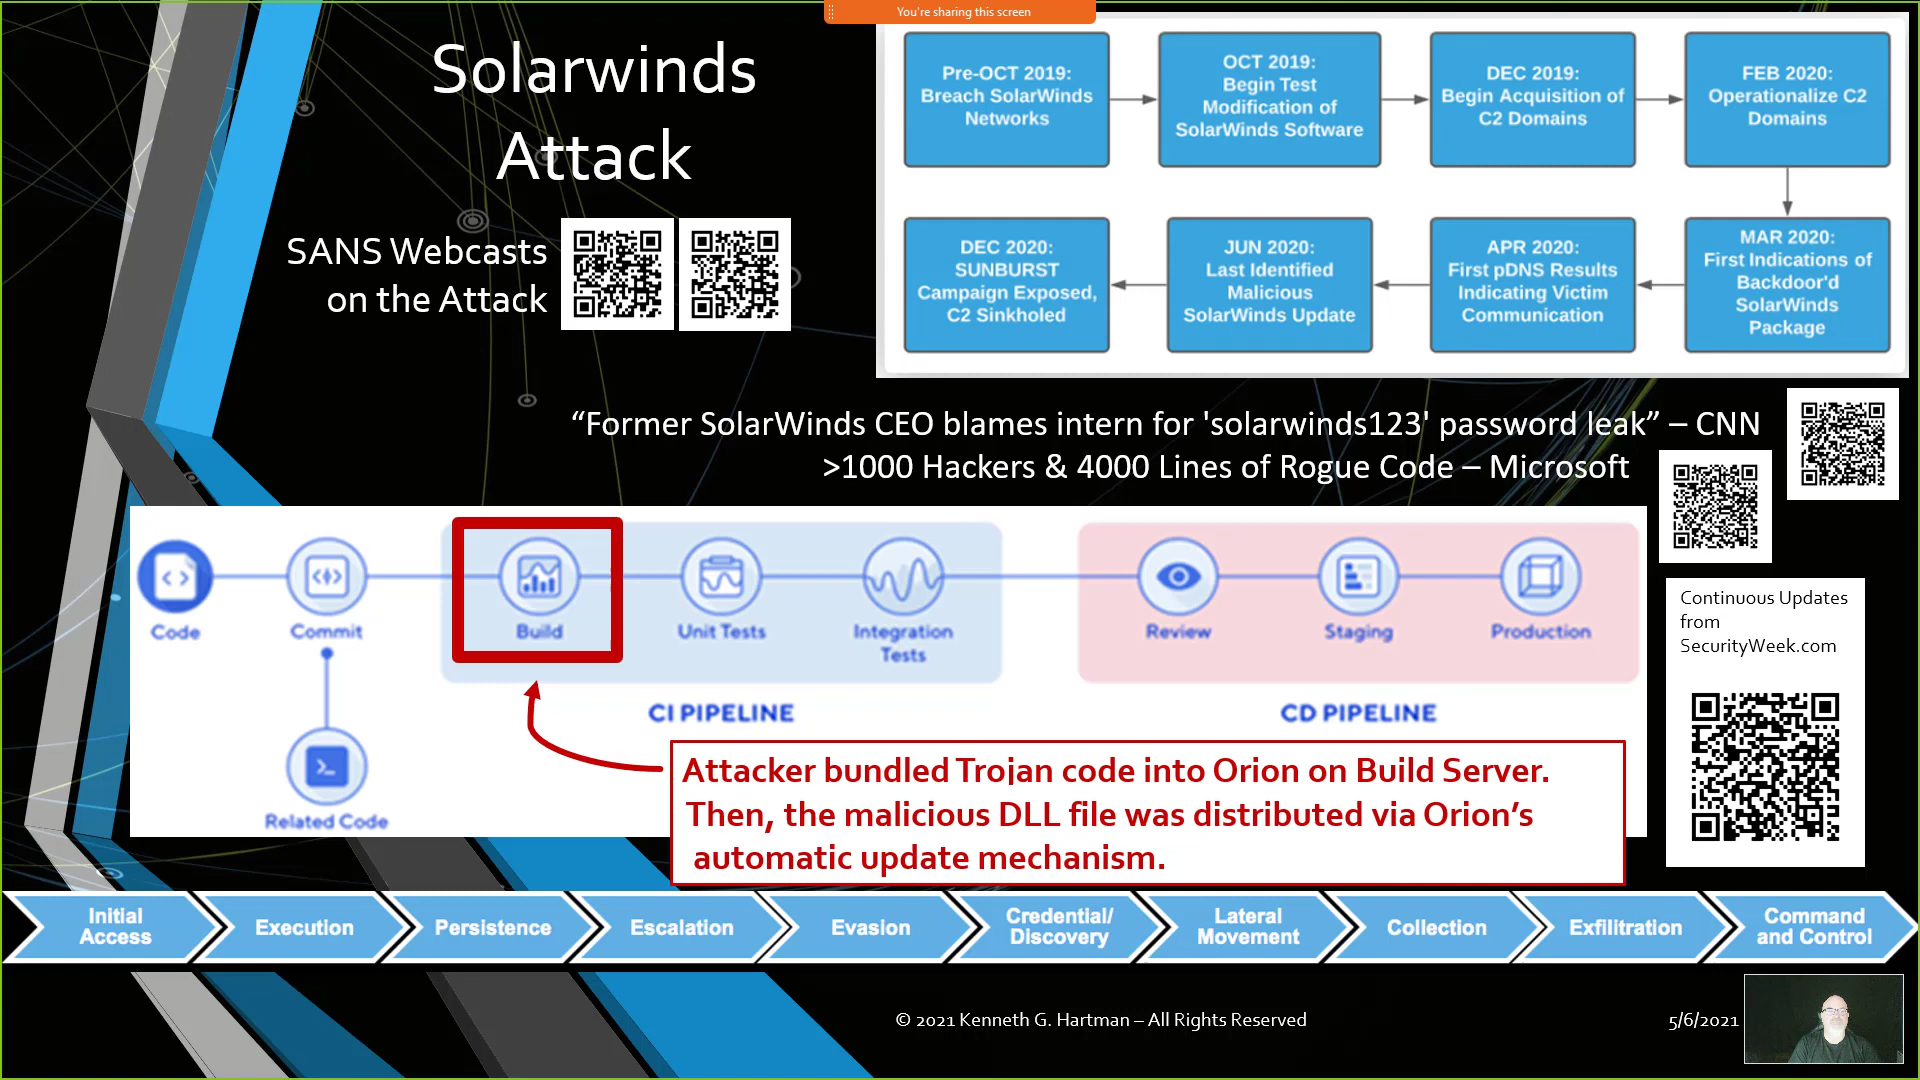 You're sharing this screen
Solarwinds
Attack
SANS Webcasts
on the Attack
Pre-OCT 2019:
Breach SolarWinds
Networks
OCT 2019:
Begin Test
Modification of
SolarWinds Software
DEC 2019:
Begin Acquisition of
C2 Domains
FEB 2020:
Operationalize C2
Domains
MAR 2020:
First Indications of
Backdoor'd
SolarWinds
Package
APR 2020:
First pDNS Results
Indicating Victim
Communication
JUN 2020:
Last Identified
Malicious
SolarWinds Update
DEC 2020:
SUNBURST
Campaign Exposed,
C2 Sinkholed
“Former SolarWinds CEO blames intern for 'solarwinds123' password leak” – CNN
>1000 Hackers & 4000 Lines of Rogue Code – Microsoft
Code
Commit
Build
Unit Tests
Integration
Tests
Review
Staging
Production
CI PIPELINE
CD PIPELINE
Related Code
Continuous Updates
from
SecurityWeek.com
Attacker bundled Trojan code into Orion on Build Server.
Then, the malicious DLL file was distributed via Orion’s
automatic update mechanism.
Initial
Access
Execution
Persistence
Escalation
Evasion
Credential/
Discovery
Lateral
Movement
Collection
Exfiltration
Command
and Control
© 2021 Kenneth G. Hartman – All Rights Reserved
5/6/2021